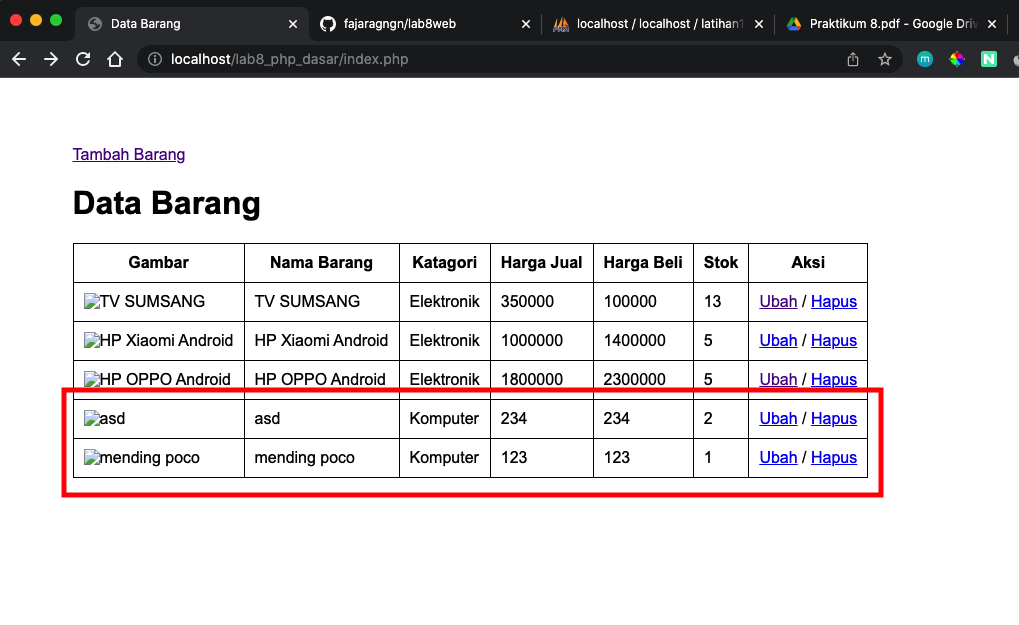 Data Barang
fajaragngn/lab8web
localhost / localhost / latihan1
Praktikum 8.pdf - Google Driv
localhost/lab8_php_dasar/index.php
m
N
Tambah Barang
Data Barang
Gambar Nama Barang Katagori Harga Jual Harga Beli Stok Aksi
TV SUMSANG TV SUMSANG Elektronik 350000 100000 13 Ubah / Hapus
HP Xiaomi Android HP Xiaomi Android Elektronik 1000000 1400000 5 Ubah / Hapus
HP OPPO Android HP OPPO Android Elektronik 1800000 2300000 5 Ubah / Hapus
asd asd Komputer 234 234 2 Ubah / Hapus
mending poco mending poco Komputer 123 123 1 Ubah / Hapus